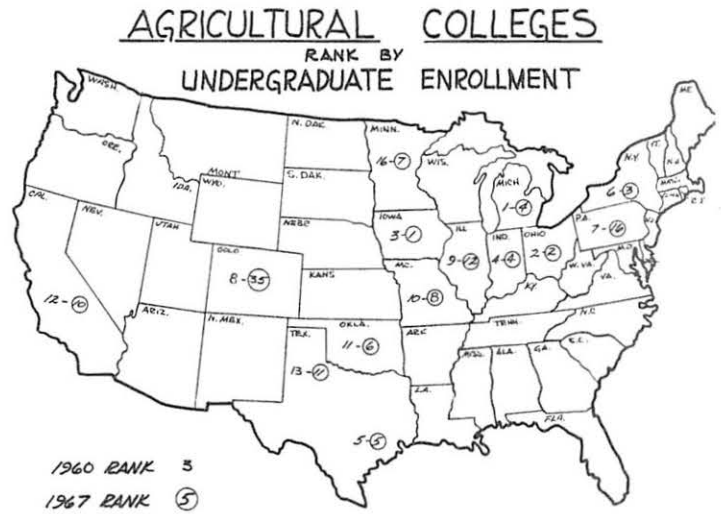 AGRICULTURAL COLLEGES
RANK BY
UNDERGRADUATE ENROLLMENT
WASH.
ORE.
CAL.
NEV.
IDA.
MONT
WYO.
UTAH
COLO
8-35
ARIZ.
N. MEX.
N. DAK
S. DAK.
NEBR
KANS
OKLA.
11-6
TEX.
13-11
5-5
12-10
MINN.
16-7
IOWA
3-1
MO.
10-8
ARK
LA.
WIS.
ILL
9-12
MICH
1-4
IND.
4-4
OHIO
2-2
KY.
TENN.
MISS.
ALA.
GA.
FLA.
S.C.
N.C.
VA.
W.VA.
PA.
7-16
N.Y.
6-3
ME.
VT.
N.H.
MASS.
R.I.
N.J.
M.D.
1960 RANK 3
1967 RANK 5